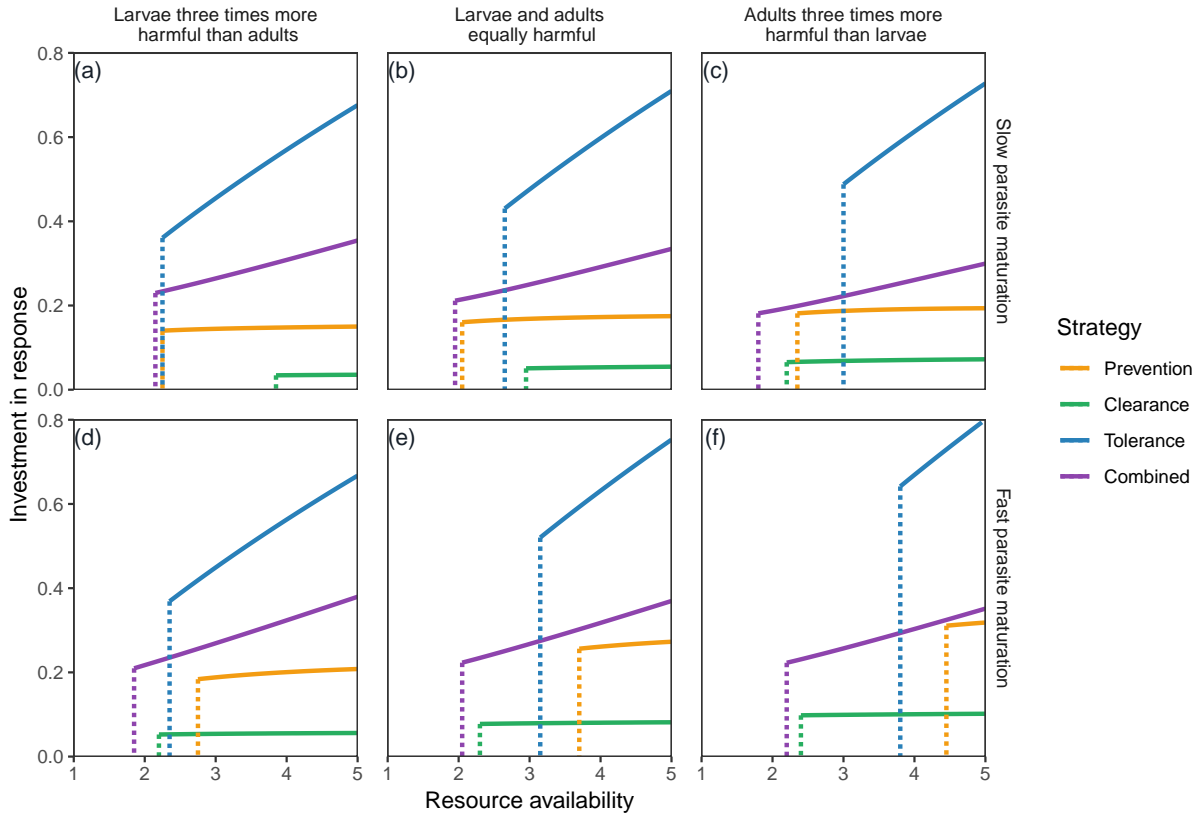 Larvae three times more
harmful than adults
Larvae and adults
equally harmful
Adults three times more
harmful than larvae
(a)
(b)
(c)
0.8
0.6
0.4
0.2
0.0
Slow parasite maturation
(d)
(e)
(f)
0.8
0.6
0.4
0.2
0.0
Fast parasite maturation
Investment in response
1 2 3 4 5
1 2 3 4 5
1 2 3 4 5
Resource availability
Strategy
Prevention
Clearance
Tolerance
Combined